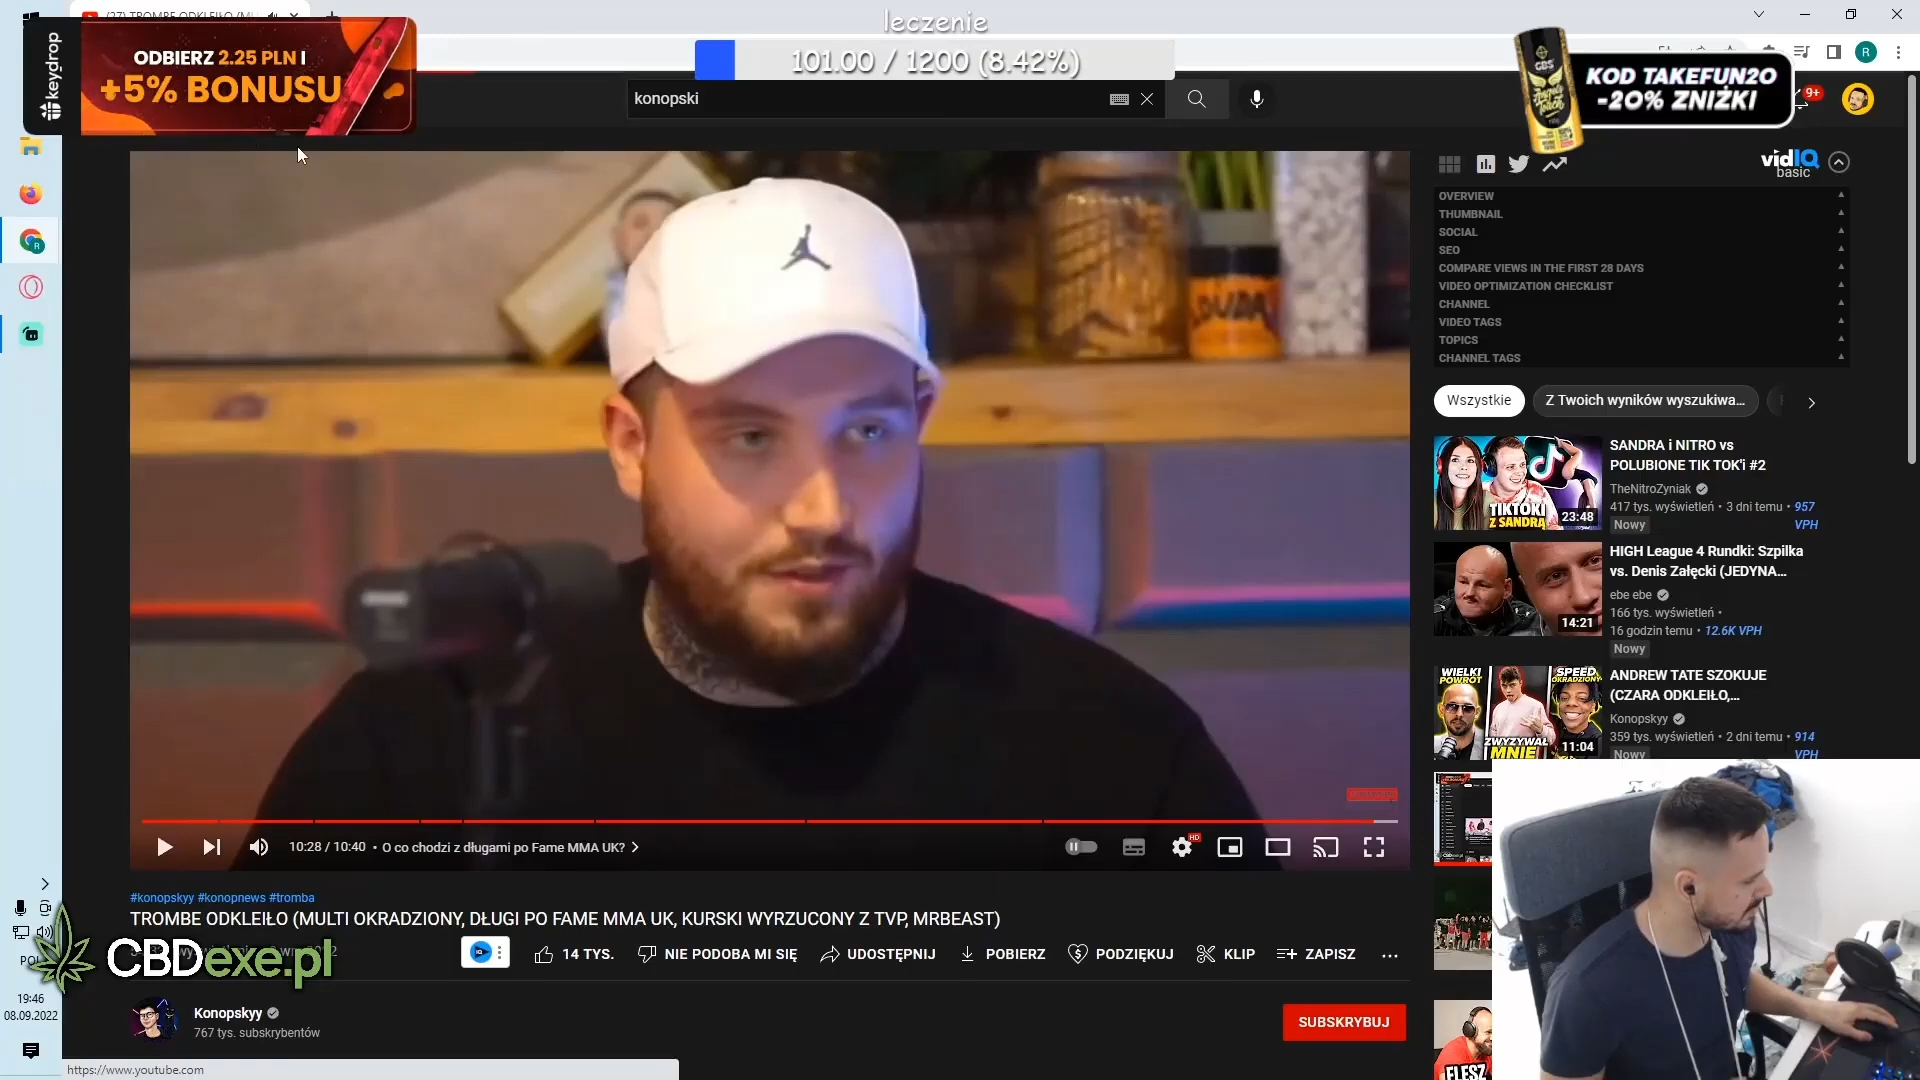 (27) TROMBE ODKLEIŁO (MU
leczenie
101.00 / 1200 (8.42%)
keydrop
ODBIERZ 2.25 PLN I
+5% BONUSU
konopski
KOD TAKEFUN20
-20% ZNIŻKI
9+
R
vidIQ
basic
OVERVIEW
THUMBNAIL
SOCIAL
SEO
COMPARE VIEWS IN THE FIRST 28 DAYS
VIDEO OPTIMIZATION CHECKLIST
CHANNEL
VIDEO TAGS
TOPICS
CHANNEL TAGS
Wszystkie
Z Twoich wyników wyszukiwa...
TIKTOKI
Z SANDRĄ
23:48
SANDRA i NITRO vs
POLUBIONE TIK TOK'i #2
TheNitroZyniak
417 tys. wyświetleń • 3 dni temu • 957
VPH
Nowy
14:21
HIGH League 4 Rundki: Szpilka
vs. Denis Załęcki (JEDYNA...
ebe ebe
166 tys. wyświetleń •
16 godzin temu • 12.6K VPH
Nowy
WIELKI
POWRÓT
SPEED
OKRADZIONY
ZWYZYWAŁ
MNIE
11:04
ANDREW TATE SZOKUJE
(CZARA ODKLEIŁO,...
Konopskyy
359 tys. wyświetleń • 2 dni temu • 914
VPH
Nowy
10:28 / 10:40 • O co chodzi z długami po Fame MMA UK?
HD
#konopskyy #konopnews #tromba
TROMBE ODKLEIŁO (MULTI OKRADZIONY, DŁUGI PO FAME MMA UK, KURSKI WYRZUCONY Z TVP, MRBEAST)
14 TYS.
NIE PODOBA MI SIĘ
UDOSTĘPNIJ
POBIERZ
PODZIĘKUJ
KLIP
ZAPISZ
CBDexe.pl
Konopskyy
767 tys. subskrybentów
SUBSKRYBUJ
19:46
08.09.2022
https://www.youtube.com